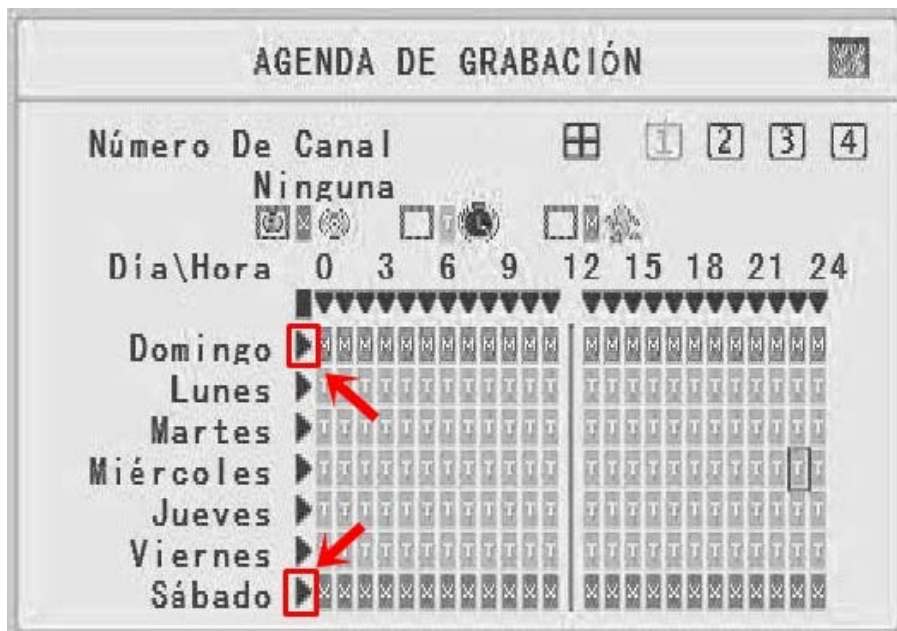 AGENDA DE GRABACIÓN
Número De Canal 1 2 3 4
Ninguna
X T M
Día\Hora 0 3 6 9 12 15 18 21 24
Domingo M M M M M M M M M M M M M M M M M M M M M M M M
Lunes T T T T T T T T T T T T T T T T T T T T T T
Martes T T T T T T T T T T T T T T T T T T T T T T T T
Miércoles T T T T T T T T T T T T T T T T T T T T T T T T
Jueves T T T T T T T T T T T T T T T T T T T T T T T T
Viernes T T T T T T T T T T T T T T T T T T T T T T
Sábado X X X X X X X X X X X X X X X X X X X X X X X X